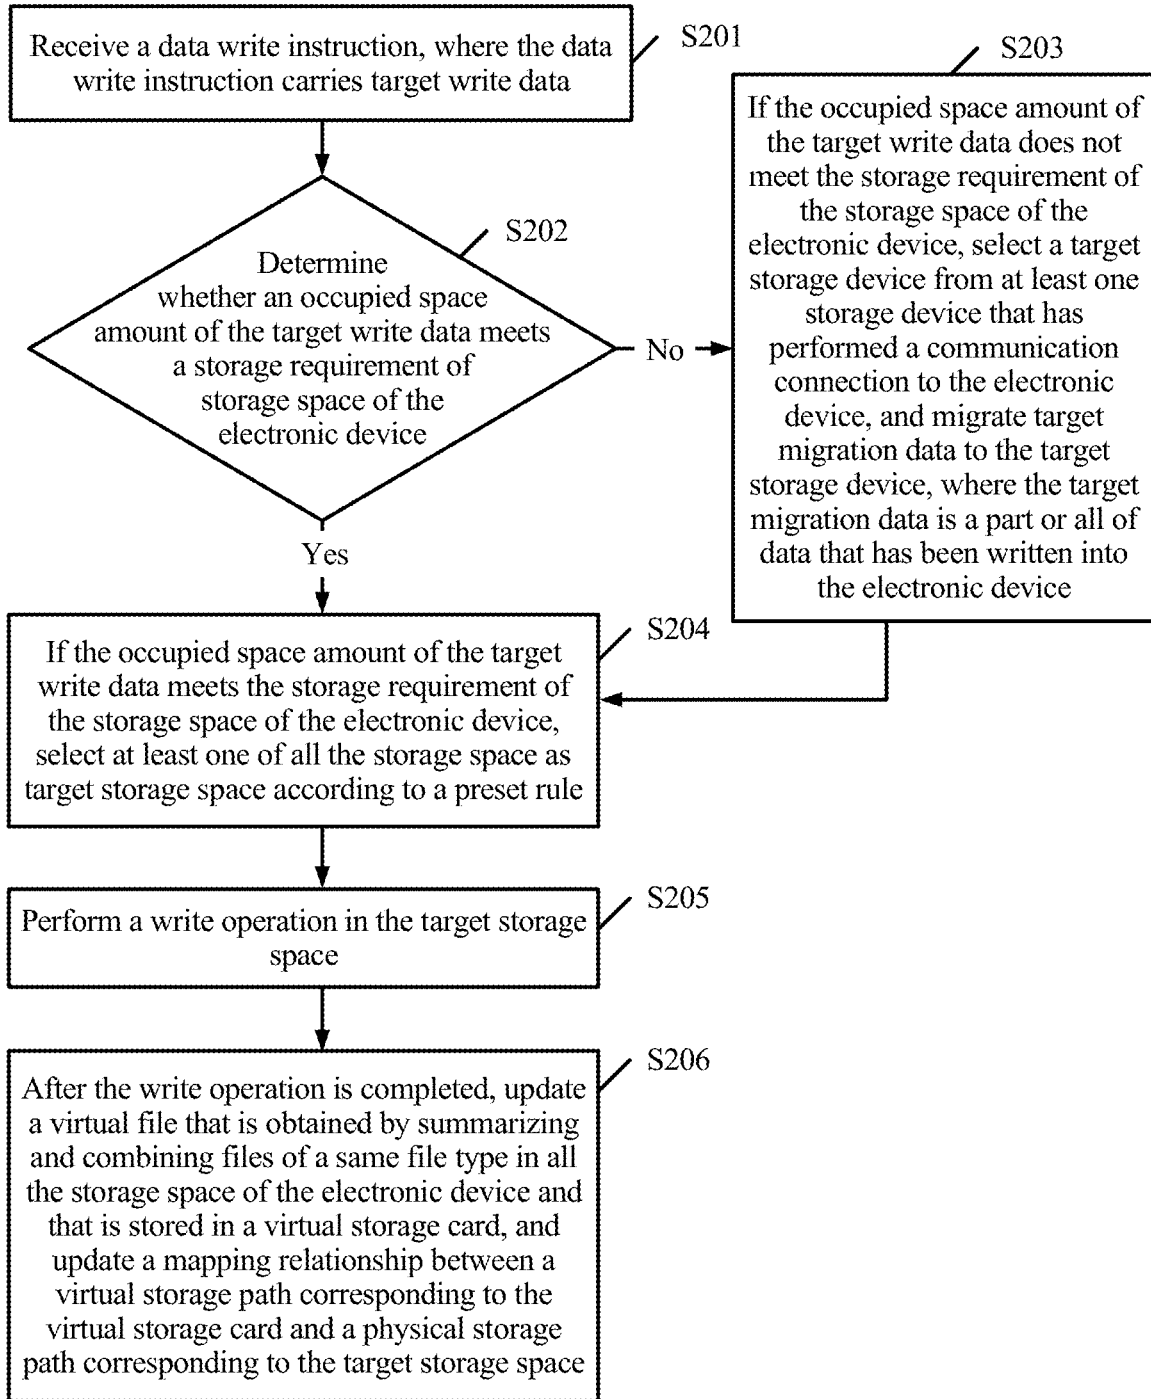 Receive a data write instruction, where the data
write instruction carries target write data
S201
Determine
whether an occupied space
amount of the target write data meets
a storage requirement of
storage space of the
electronic device
S202
No
S203
If the occupied space amount of
the target write data does not
meet the storage requirement of
the storage space of the
electronic device, select a target
storage device from at least one
storage device that has
performed a communication
connection to the electronic
device, and migrate target
migration data to the target
storage device, where the target
migration data is a part or all of
data that has been written into
the electronic device
Yes
S204
If the occupied space amount of the target
write data meets the storage requirement of
the storage space of the electronic device,
select at least one of all the storage space as
target storage space according to a preset rule
S205
Perform a write operation in the target storage
space
S206
After the write operation is completed, update
a virtual file that is obtained by summarizing
and combining files of a same file type in all
the storage space of the electronic device and
that is stored in a virtual storage card, and
update a mapping relationship between a
virtual storage path corresponding to the
virtual storage card and a physical storage
path corresponding to the target storage space